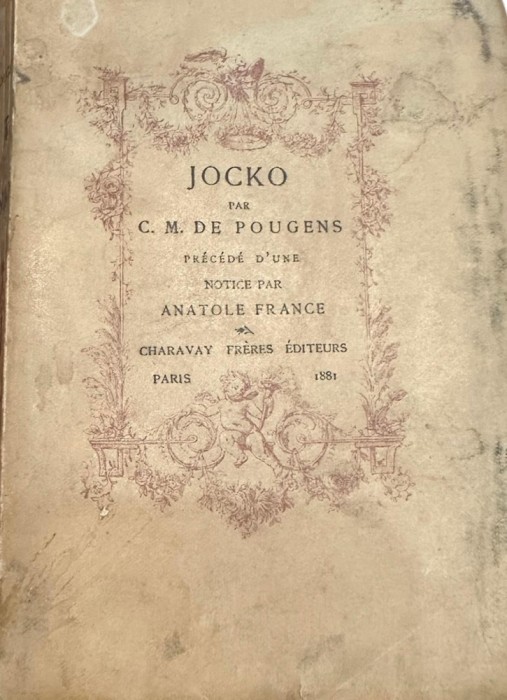 JOCKO
PAR
C. M. DE POUGENS
PRÉCÉDÉ D'UNE
NOTICE PAR
ANATOLE FRANCE
CHARAVAY FRÈRES ÉDITEURS
PARIS 1881